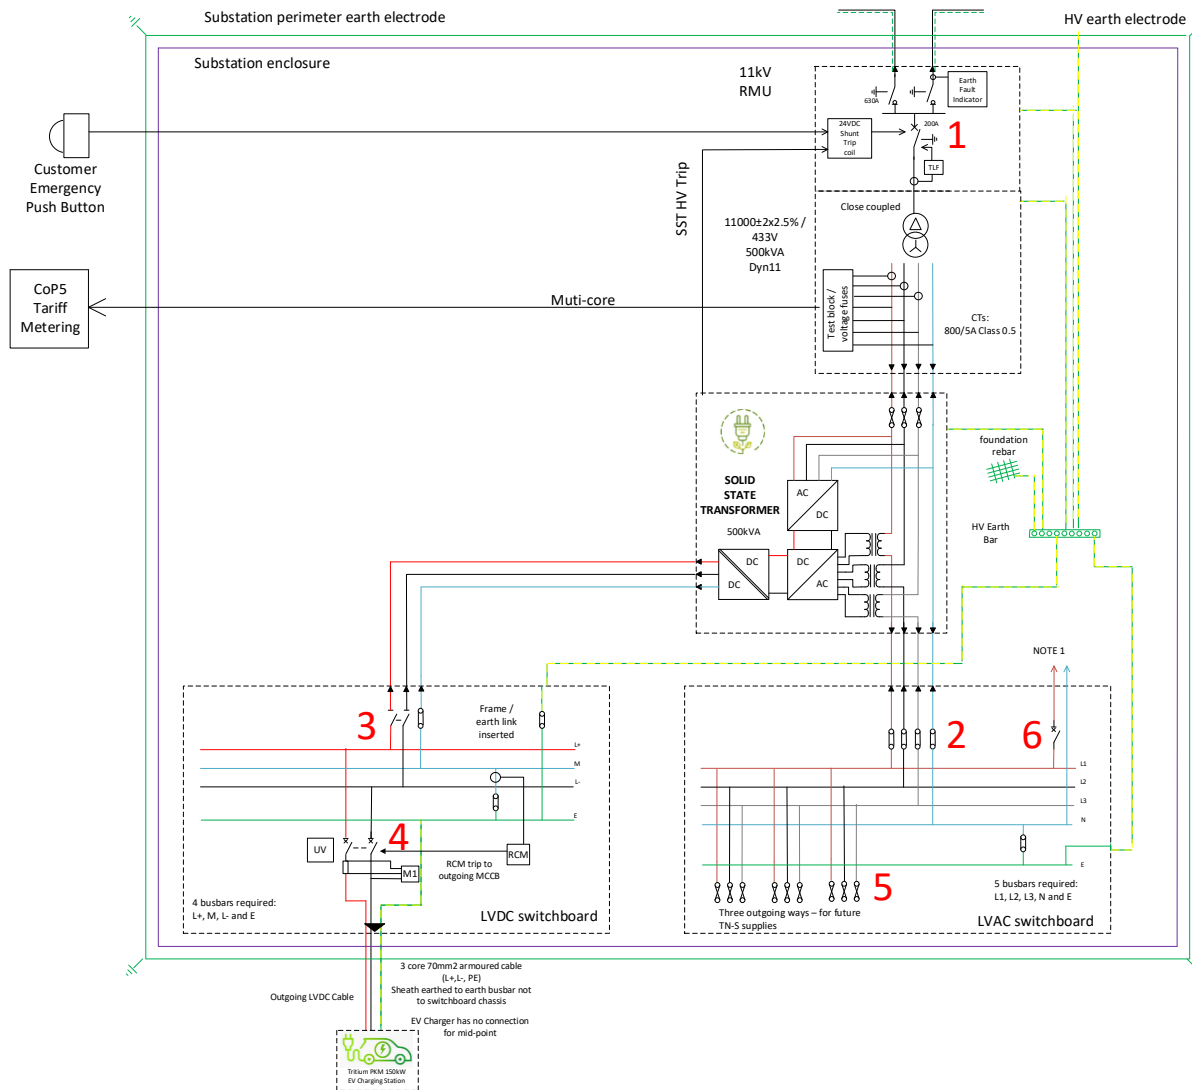 Substation perimeter earth electrode
HV earth electrode
Substation enclosure
11kV
RMU
630A
Earth
Fault
Indicator
24VDC
Shunt
Trip
coil
200A
1
TLF
Customer
Emergency
Push Button
SST HV Trip
Close coupled
11000±2x2.5% /
433V
500kVA
Dyn11
CoP5
Tariff
Metering
Muti-core
Test block /
voltage fuses
CTs:
800/5A Class 0.5
SOLID
STATE
TRANSFORMER
500kVA
AC
DC
DC
DC
DC
AC
foundation
rebar
HV Earth
Bar
NOTE 1
3
Frame /
earth link
inserted
2
6
L+
M
L-
E
L1
L2
L3
N
E
UV
4
RCM
M1
RCM trip to
outgoing MCCB
4 busbars required:
L+, M, L- and E
LVDC switchboard
5
Three outgoing ways – for future
TN-S supplies
5 busbars required:
L1, L2, L3, N and E
LVAC switchboard
Outgoing LVDC Cable
3 core 70mm2 armoured cable
(L+,L-, PE)
Sheath earthed to earth busbar not
to switchboard chassis
EV Charger has no connection
for mid-point
Tritium PKM 150kW
EV Charging Station